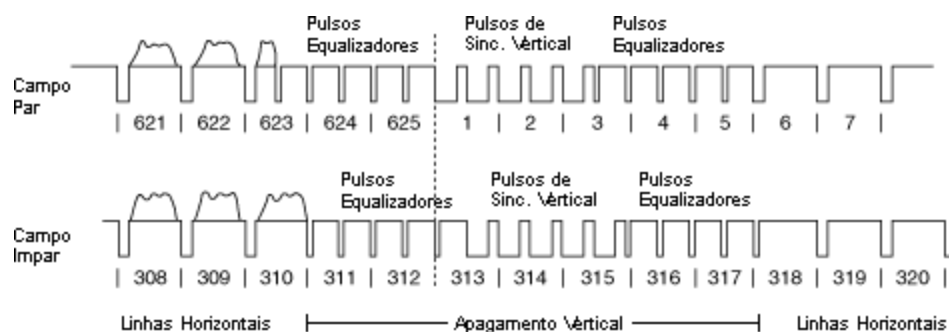 Pulsos
Equalizadores
Pulsos de
Sinc. Vertical
Pulsos
Equalizadores
Campo
Par
| 621 | 622 | 623 | 624 | 625 | 1 | 2 | 3 | 4 | 5 | 6 | 7 |
Pulsos
Equalizadores
Pulsos de
Sinc. Vertical
Pulsos
Equalizadores
Campo
Impar
| 308 | 309 | 310 | 311 | 312 | 313 | 314 | 315 | 316 | 317 | 318 | 319 | 320 |
Linhas Horizontais
Apagamento Vertical
Linhas Horizontais